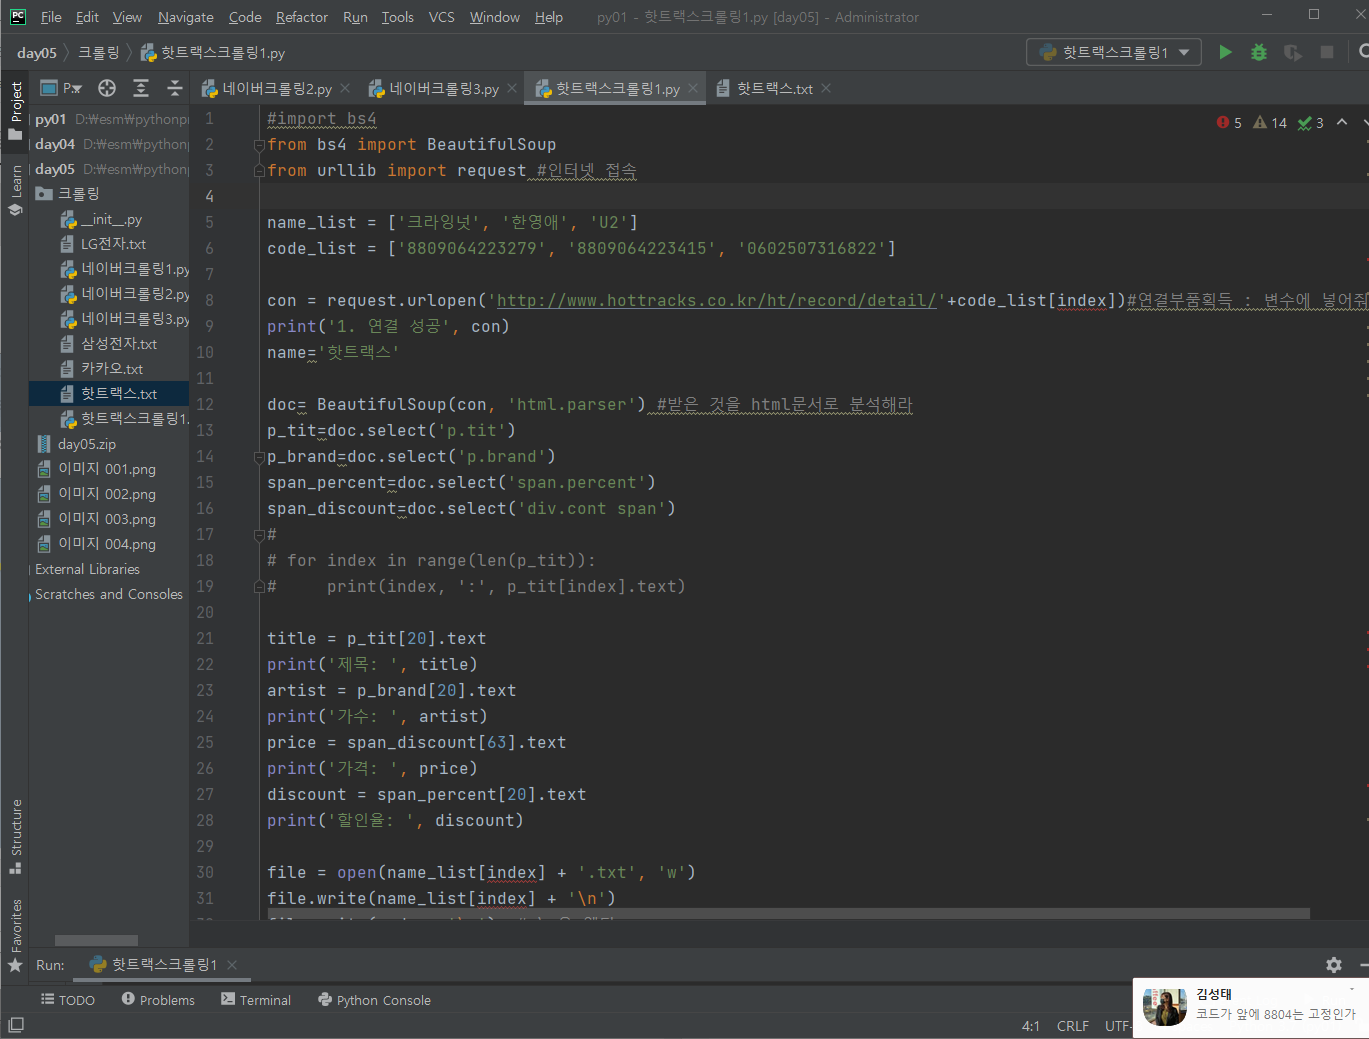 File Edit View Navigate Code Refactor Run Tools VCS Window Help py01 - 핫트랙스크롤링1.py [day05] - Administrator
day05 크롤링 핫트랙스크롤링1.py 핫트랙스크롤링1
P 네이버크롤링2.py 네이버크롤링3.py 핫트랙스크롤링1.py 핫트랙스.txt
Project
Learn
Structure
Favorites
py01 D:₩esm₩pythonp
day04 D:₩esm₩pythonp
day05 D:₩esm₩pythonp
크롤링
__init__.py
LG전자.txt
네이버크롤링1.py
네이버크롤링2.py
네이버크롤링3.py
삼성전자.txt
카카오.txt
핫트랙스.txt
핫트랙스크롤링1.
day05.zip
이미지 001.png
이미지 002.png
이미지 003.png
이미지 004.png
External Libraries
Scratches and Consoles
5 14 3
1 #import bs4
2 from bs4 import BeautifulSoup
3 from urllib import request #인터넷 접속
4
5 name_list = ['크라잉넛', '한영애', 'U2']
6 code_list = ['8809064223279', '8809064223415', '0602507316822']
7
8 con = request.urlopen('http://www.hottracks.co.kr/ht/record/detail/'+code_list[index])#연결부품획득 : 변수에 넣어줘
9 print('1. 연결 성공', con)
10 name='핫트랙스'
11
12 doc= BeautifulSoup(con, 'html.parser') #받은 것을 html문서로 분석해라
13 p_tit=doc.select('p.tit')
14 p_brand=doc.select('p.brand')
15 span_percent=doc.select('span.percent')
16 span_discount=doc.select('div.cont span')
17 #
18 # for index in range(len(p_tit)):
19 #     print(index, ':', p_tit[index].text)
20
21 title = p_tit[20].text
22 print('제목: ', title)
23 artist = p_brand[20].text
24 print('가수: ', artist)
25 price = span_discount[63].text
26 print('가격: ', price)
27 discount = span_percent[20].text
28 print('할인율: ', discount)
29
30 file = open(name_list[index] + '.txt', 'w')
31 file.write(name_list[index] + '\n')
Run: 핫트랙스크롤링1
TODO Problems Terminal Python Console
4:1 CRLF UTF-
김성태
코드가 앞에 8804는 고정인가